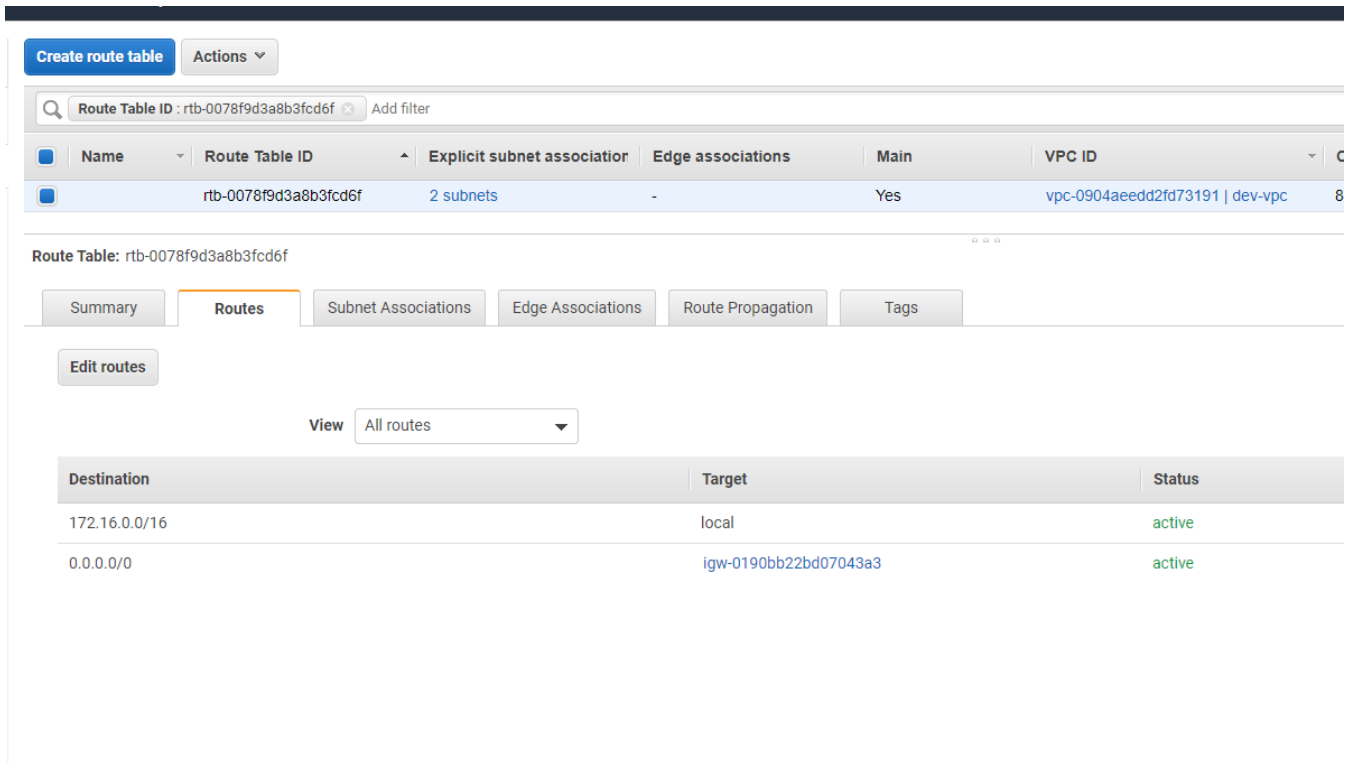 Create route table Actions
Route Table ID : rtb-0078f9d3a8b3fcd6f Add filter
Name Route Table ID Explicit subnet association Edge associations Main VPC ID
rtb-0078f9d3a8b3fcd6f 2 subnets - Yes vpc-0904aeedd2fd73191 | dev-vpc 8
Route Table: rtb-0078f9d3a8b3fcd6f
Summary Routes Subnet Associations Edge Associations Route Propagation Tags
Edit routes
View All routes
Destination Target Status
172.16.0.0/16 local active
0.0.0.0/0 igw-0190bb22bd07043a3 active